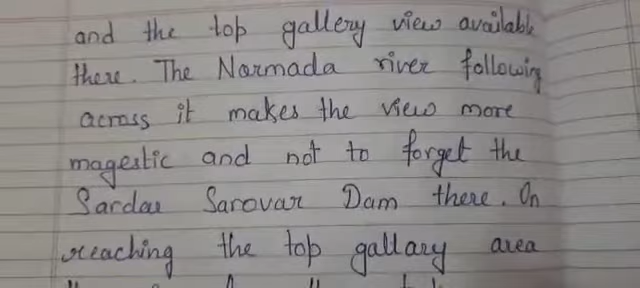 and the top gallery view available
there. The Narmada river following
across it makes the view more
magestic and not to forget the
Sardar Sarovar Dam there. On
reaching the top gallary area